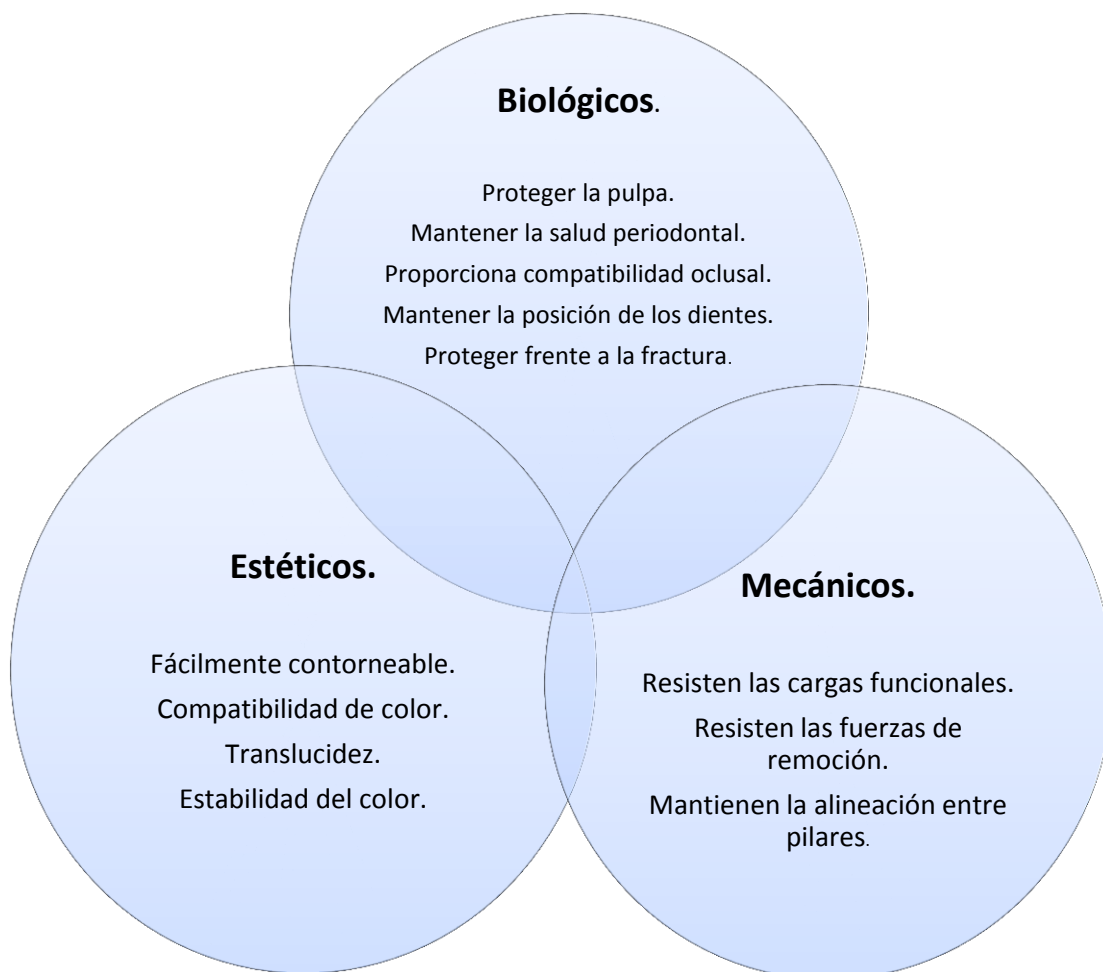 Biológicos.
Proteger la pulpa.
Mantener la salud periodontal.
Proporciona compatibilidad oclusal.
Mantener la posición de los dientes.
Proteger frente a la fractura.
Estéticos.
Fácilmente contorneable.
Compatibilidad de color.
Translucidez.
Estabilidad del color.
Mecánicos.
Resisten las cargas funcionales.
Resisten las fuerzas de
remoción.
Mantienen la alineación entre
pilares.